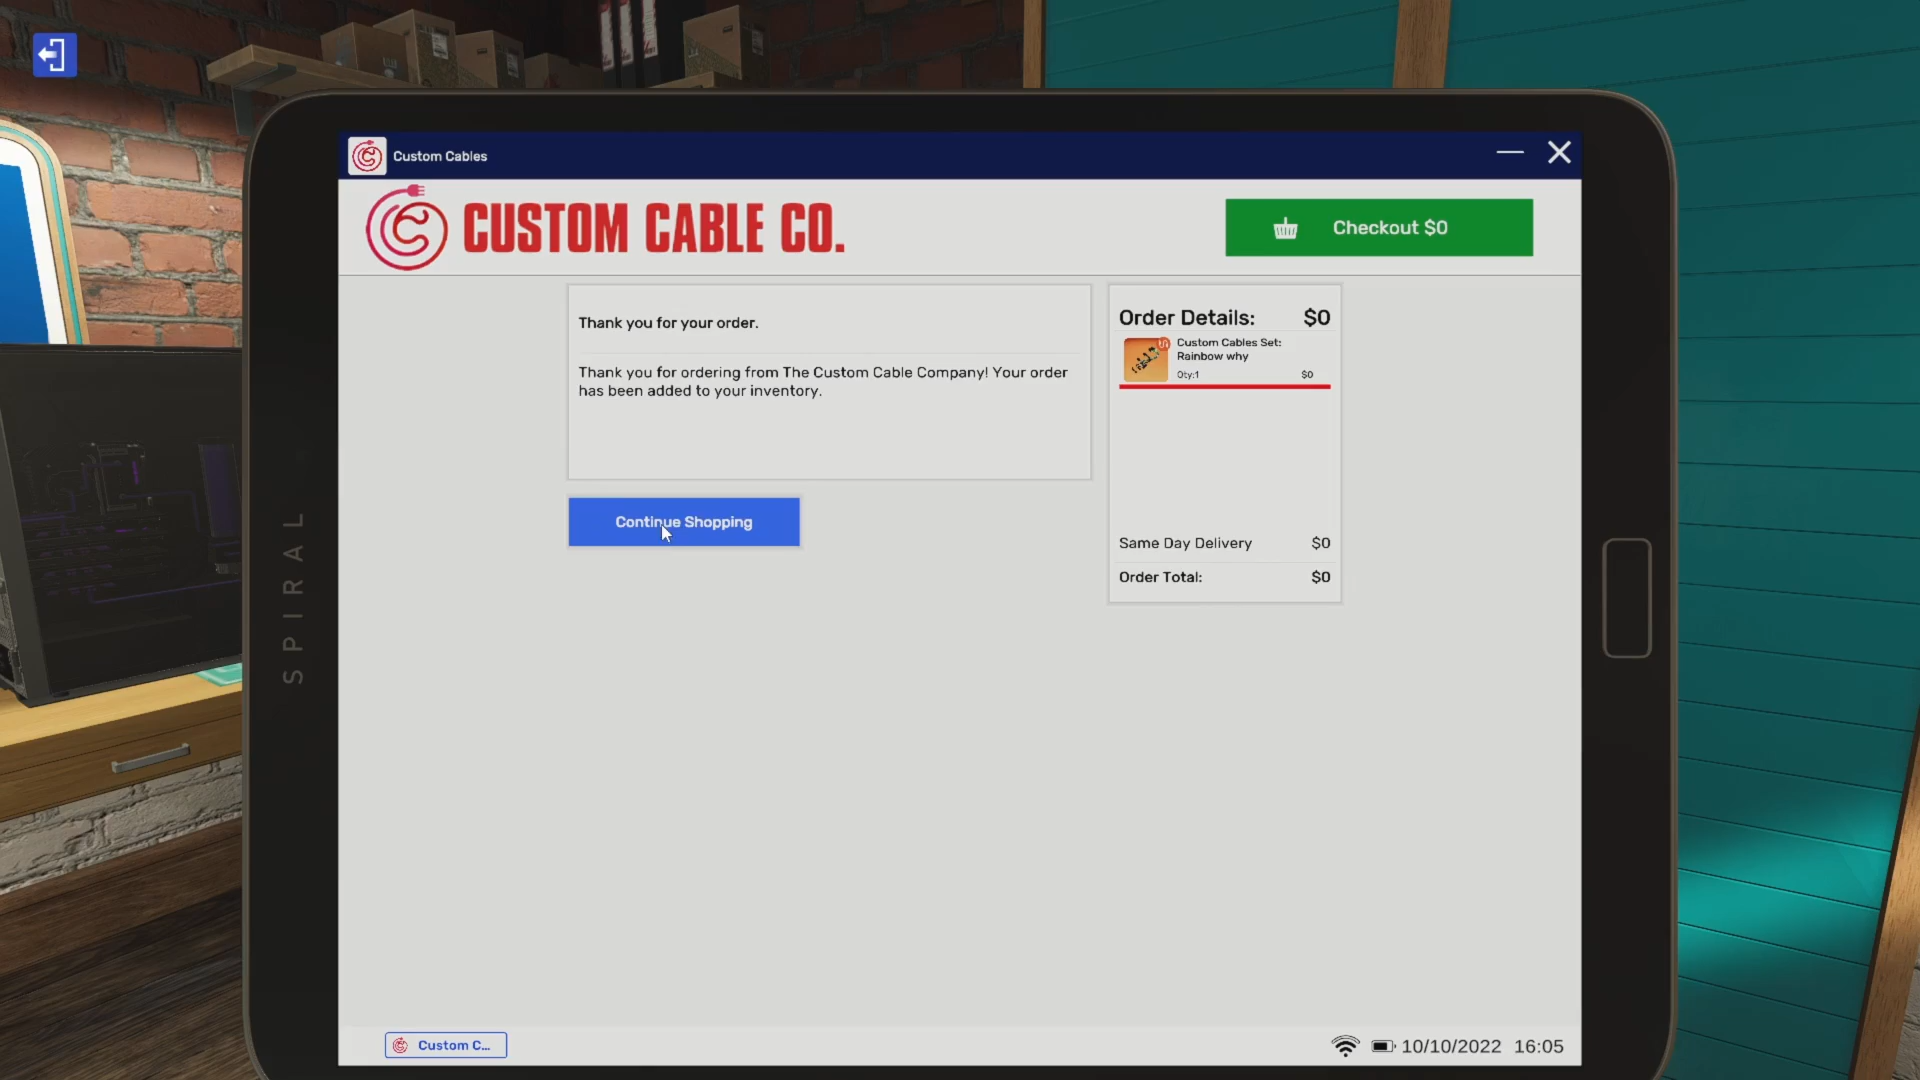 Custom Cables
CUSTOM CABLE CO.
Checkout $0
Thank you for your order.
Thank you for ordering from The Custom Cable Company! Your order
has been added to your inventory.
Continue Shopping
Order Details: $0
Custom Cables Set:
Rainbow why
Qty:1 $0
Same Day Delivery $0
Order Total: $0
SPIRAL
Custom C...
10/10/2022 16:05